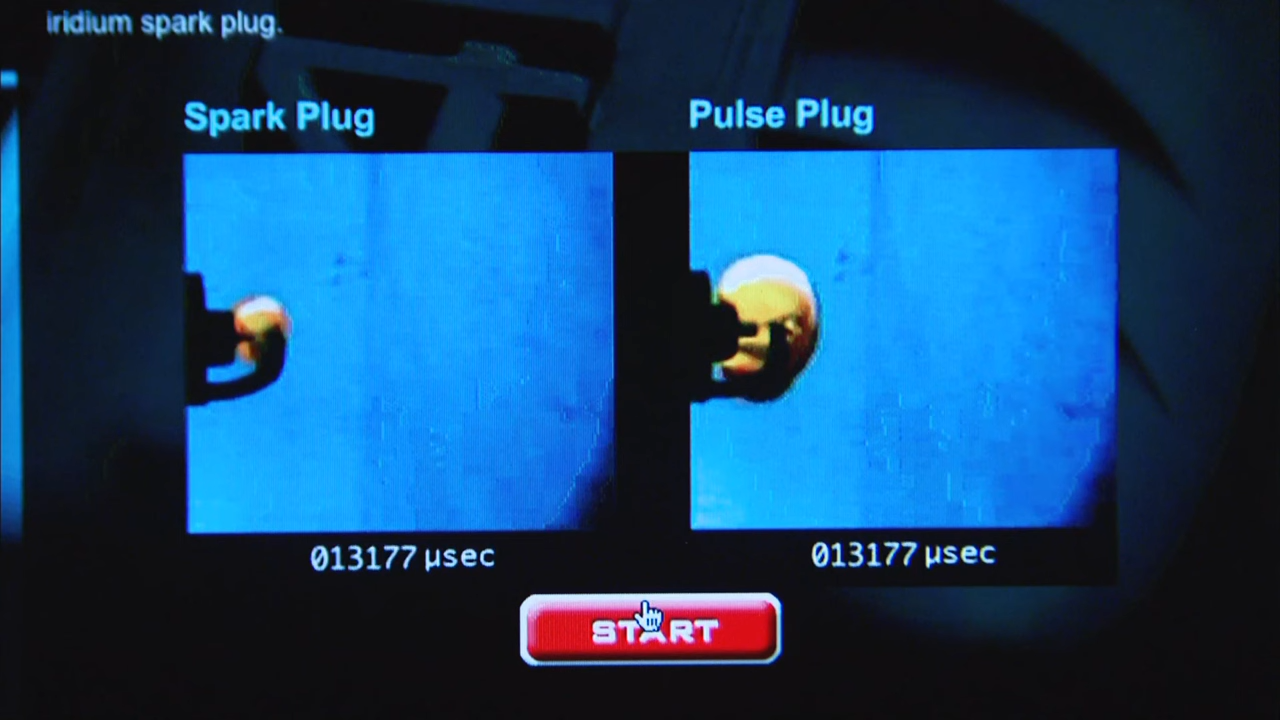 iridium spark plug.
Spark Plug
Pulse Plug
013177 µsec
013177 µsec
START